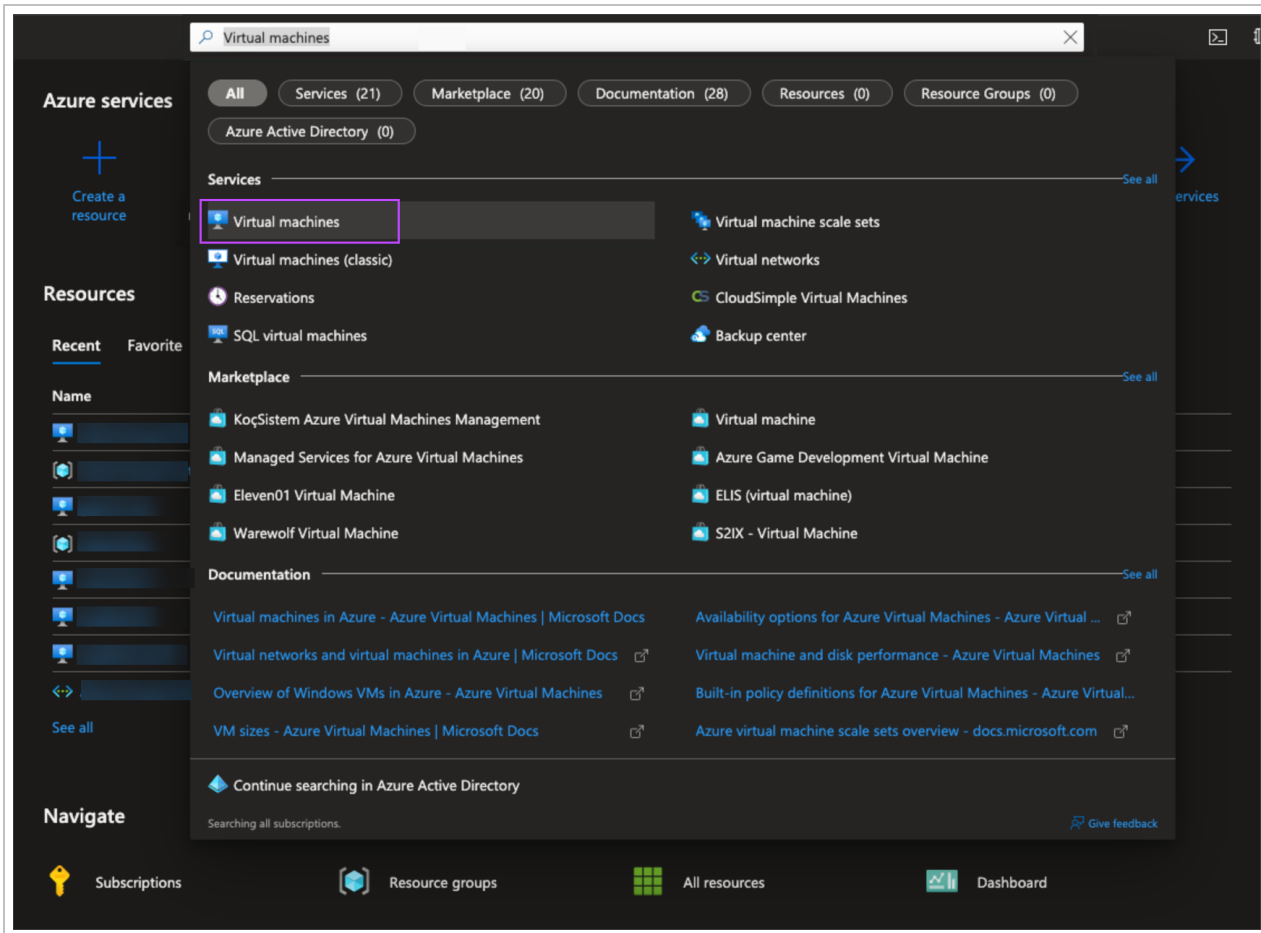 Virtual machines
All
Services (21)
Marketplace (20)
Documentation (28)
Resources (0)
Resource Groups (0)
Azure Active Directory (0)
Azure services
Create a
resource
ervices
Services
See all
Virtual machines
Virtual machine scale sets
Virtual machines (classic)
Virtual networks
Reservations
CS CloudSimple Virtual Machines
SQL SQL virtual machines
Backup center
Resources
Recent
Favorite
Name
See all
Marketplace
See all
KoçSistem Azure Virtual Machines Management
Virtual machine
Managed Services for Azure Virtual Machines
Azure Game Development Virtual Machine
Eleven01 Virtual Machine
ELIS (virtual machine)
Warewolf Virtual Machine
S2IX - Virtual Machine
Documentation
See all
Virtual machines in Azure - Azure Virtual Machines | Microsoft Docs
Availability options for Azure Virtual Machines - Azure Virtual ...
Virtual networks and virtual machines in Azure | Microsoft Docs
Virtual machine and disk performance - Azure Virtual Machines
Overview of Windows VMs in Azure - Azure Virtual Machines
Built-in policy definitions for Azure Virtual Machines - Azure Virtual...
VM sizes - Azure Virtual Machines | Microsoft Docs
Azure virtual machine scale sets overview - docs.microsoft.com
Continue searching in Azure Active Directory
Searching all subscriptions.
Give feedback
Navigate
Subscriptions
Resource groups
All resources
Dashboard